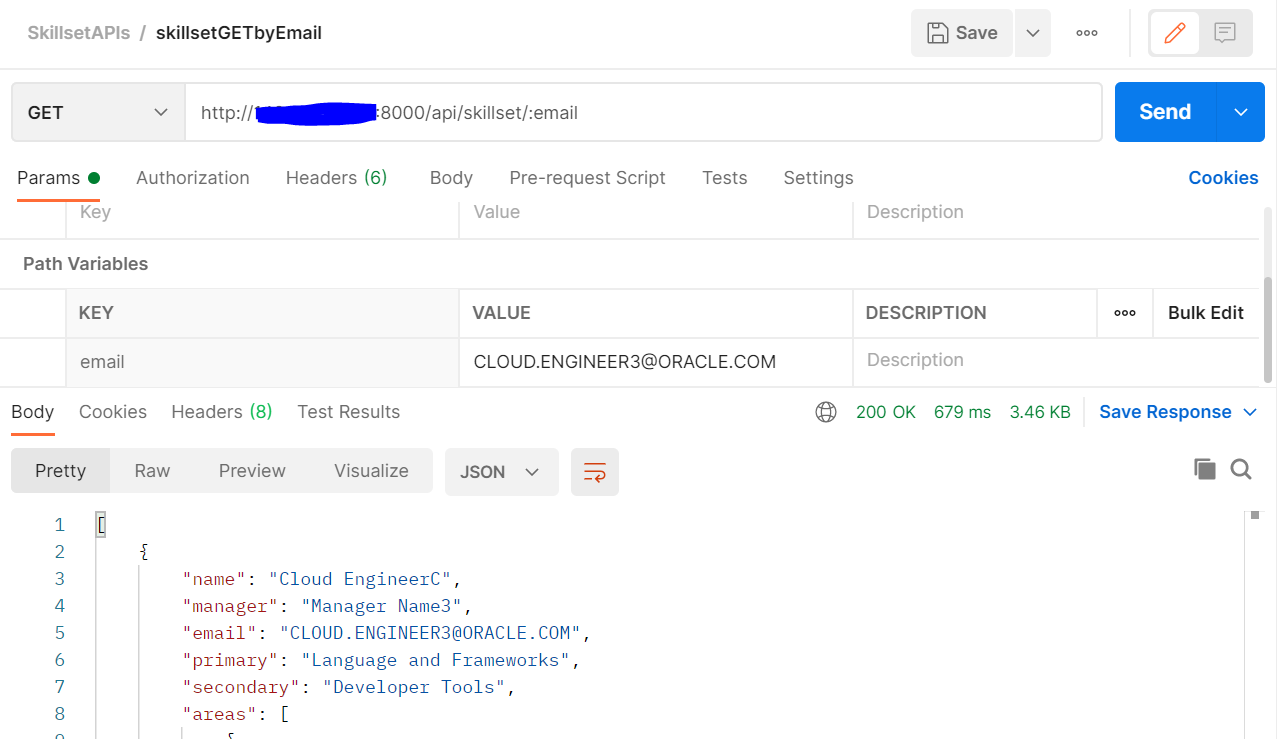 SkillsetAPIs / skillsetGETbyEmail Save ooo
GET http:// :8000/api/skillset/:email Send
Params Authorization Headers (6) Body Pre-request Script Tests Settings Cookies
Key Value Description
Path Variables
KEY VALUE DESCRIPTION ooo Bulk Edit
email CLOUD.ENGINEER3@ORACLE.COM Description
Body Cookies Headers (8) Test Results 200 OK 679 ms 3.46 KB Save Response
Pretty Raw Preview Visualize JSON
1 [
2 {
3 "name": "Cloud EngineerC",
4 "manager": "Manager Name3",
5 "email": "CLOUD.ENGINEER3@ORACLE.COM",
6 "primary": "Language and Frameworks",
7 "secondary": "Developer Tools",
8 "areas": [
9 {